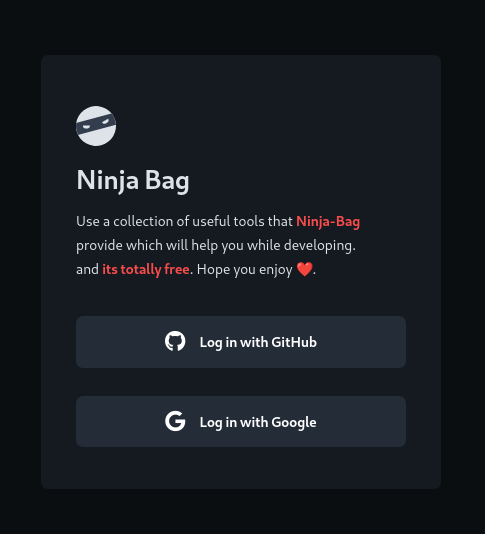 Ninja Bag
Use a collection of useful tools that Ninja-Bag
provide which will help you while developing.
and its totally free. Hope you enjoy ❤️.
Log in with GitHub
Log in with Google